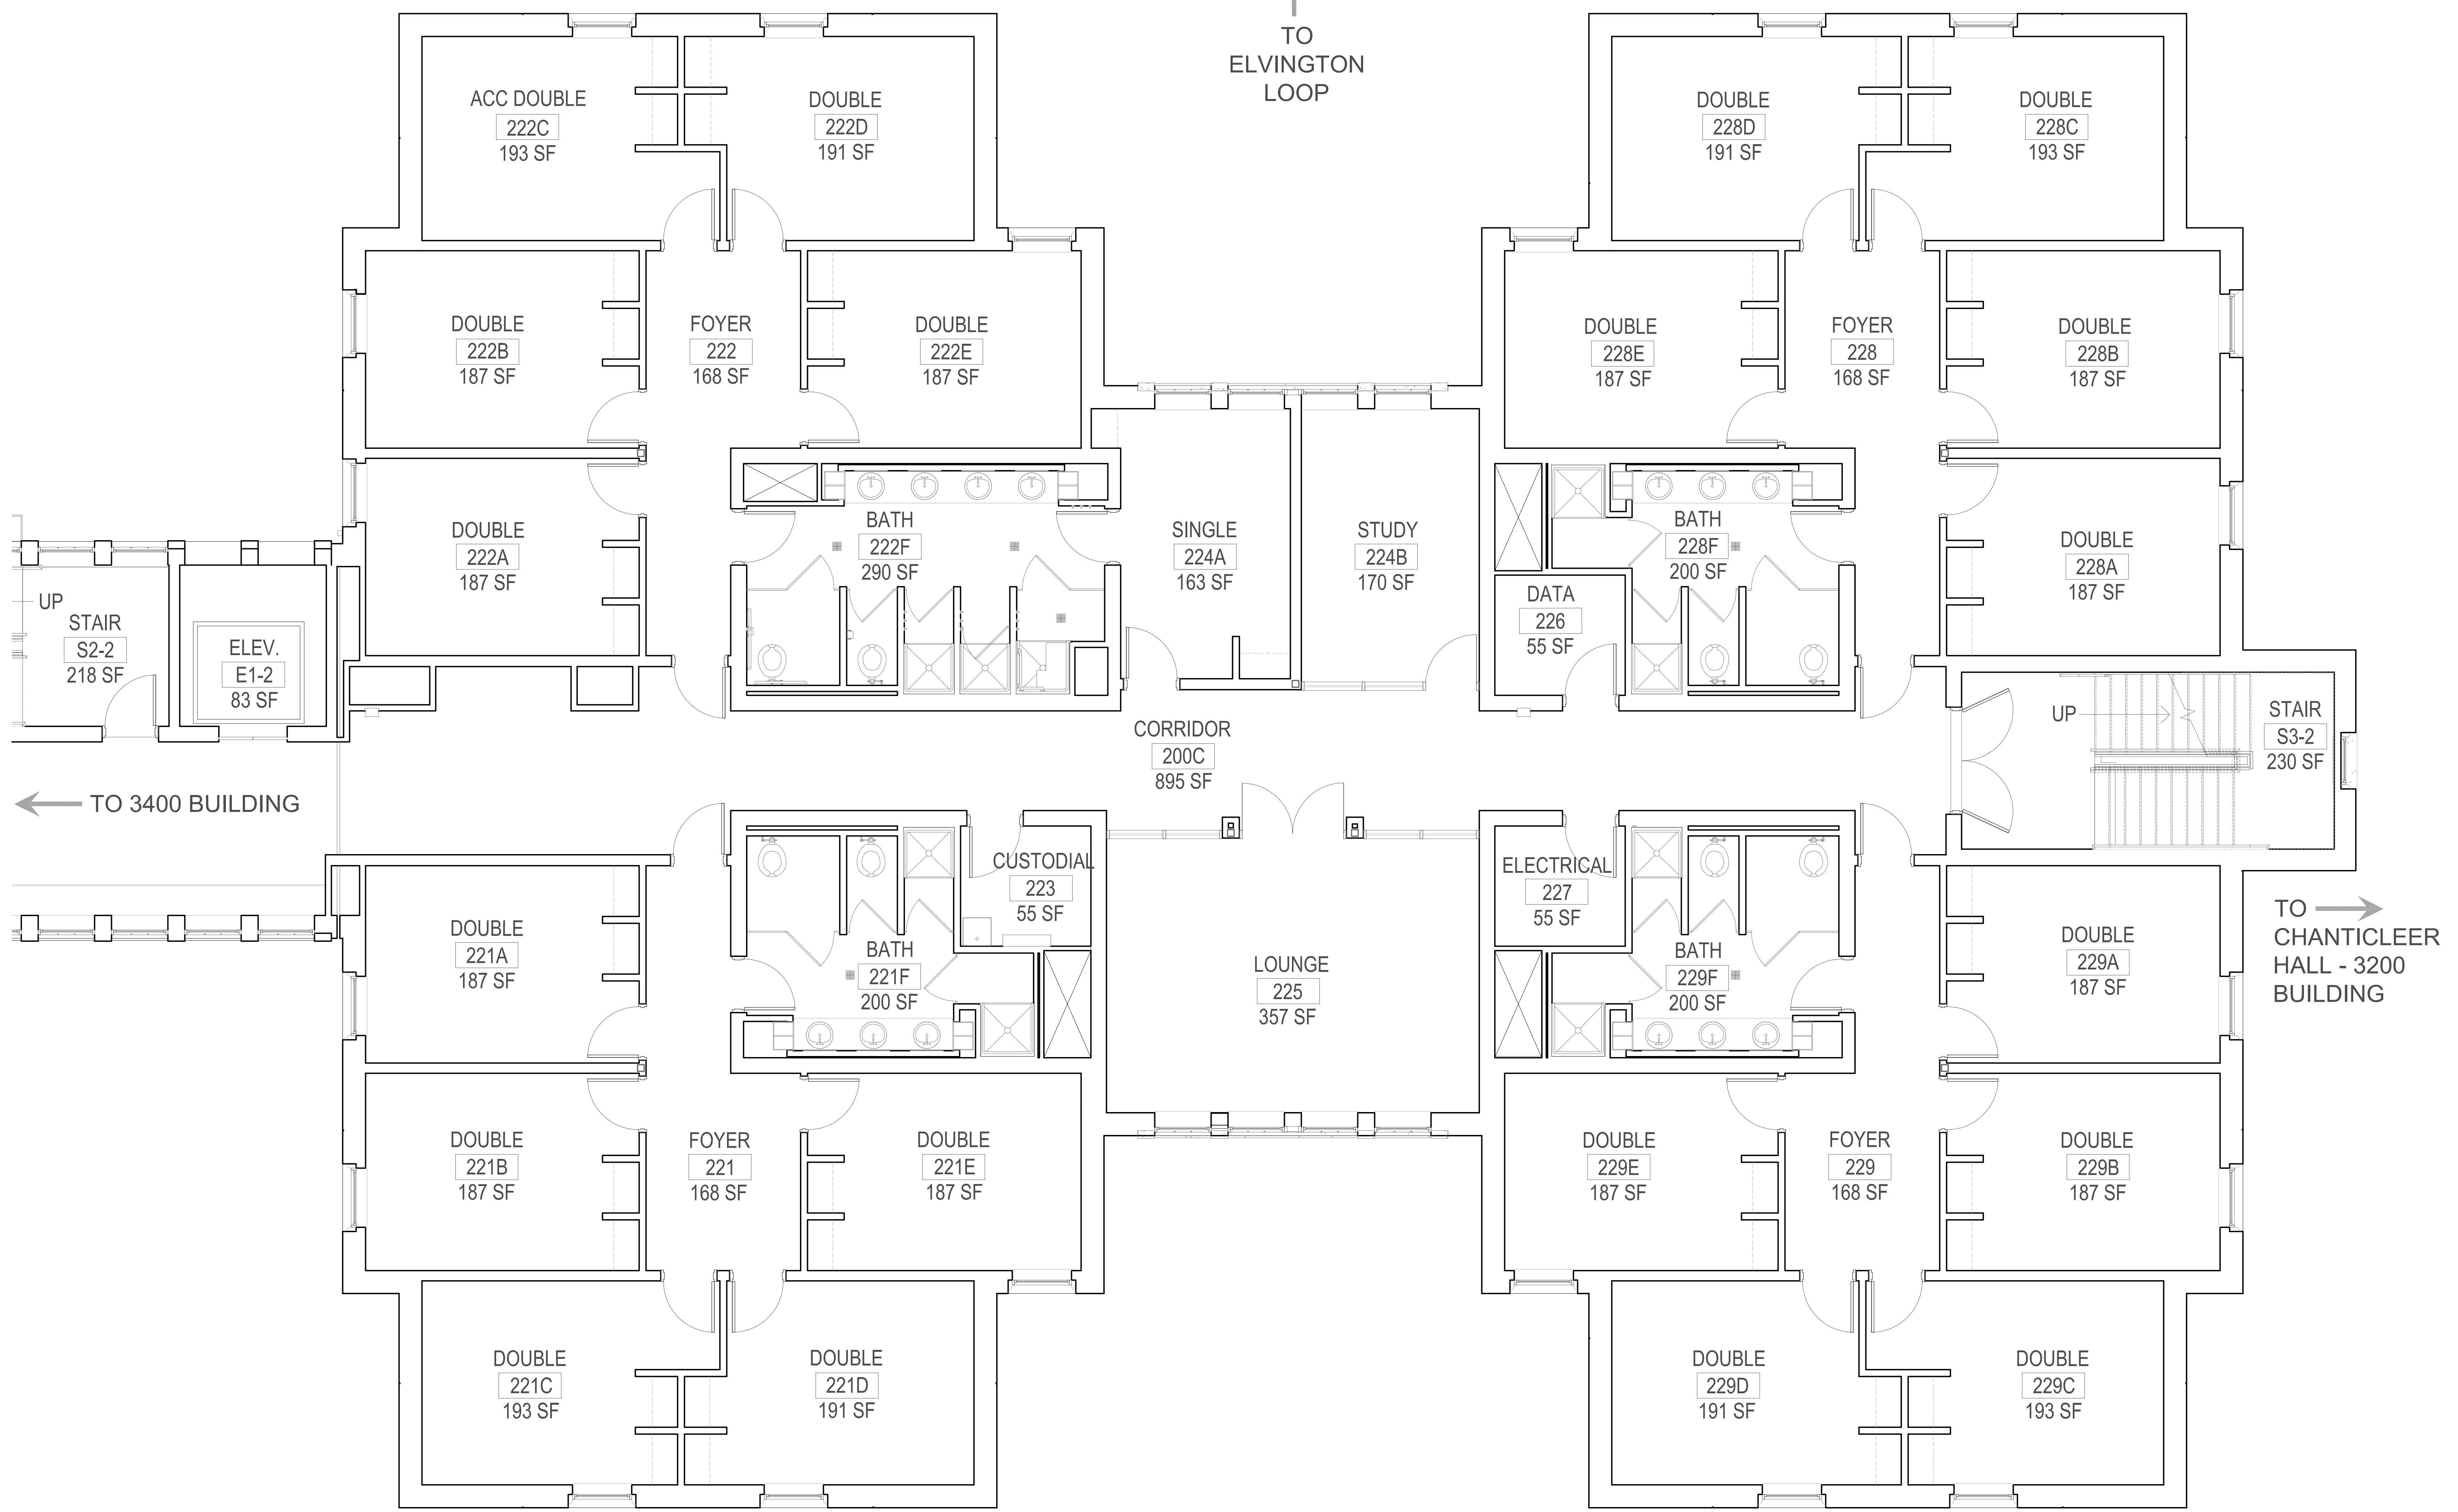 TO
ELVINGTON
LOOP
ACC DOUBLE
222C
193 SF
DOUBLE
222D
191 SF
DOUBLE
228D
191 SF
DOUBLE
228C
193 SF
DOUBLE
222B
187 SF
FOYER
222
168 SF
DOUBLE
222E
187 SF
DOUBLE
228E
187 SF
FOYER
228
168 SF
DOUBLE
228B
187 SF
DOUBLE
222A
187 SF
BATH
222F
290 SF
SINGLE
224A
163 SF
STUDY
224B
170 SF
BATH
228F
200 SF
DOUBLE
228A
187 SF
DATA
226
55 SF
UP
STAIR
S2-2
218 SF
ELEV.
E1-2
83 SF
CORRIDOR
200C
895 SF
UP
STAIR
S3-2
230 SF
TO 3400 BUILDING
CUSTODIAL
223
55 SF
ELECTRICAL
227
55 SF
DOUBLE
221A
187 SF
BATH
221F
200 SF
LOUNGE
225
357 SF
BATH
229F
200 SF
DOUBLE
229A
187 SF
TO
CHANTICLEER
HALL - 3200
BUILDING
DOUBLE
221B
187 SF
FOYER
221
168 SF
DOUBLE
221E
187 SF
DOUBLE
229E
187 SF
FOYER
229
168 SF
DOUBLE
229B
187 SF
DOUBLE
221C
193 SF
DOUBLE
221D
191 SF
DOUBLE
229D
191 SF
DOUBLE
229C
193 SF